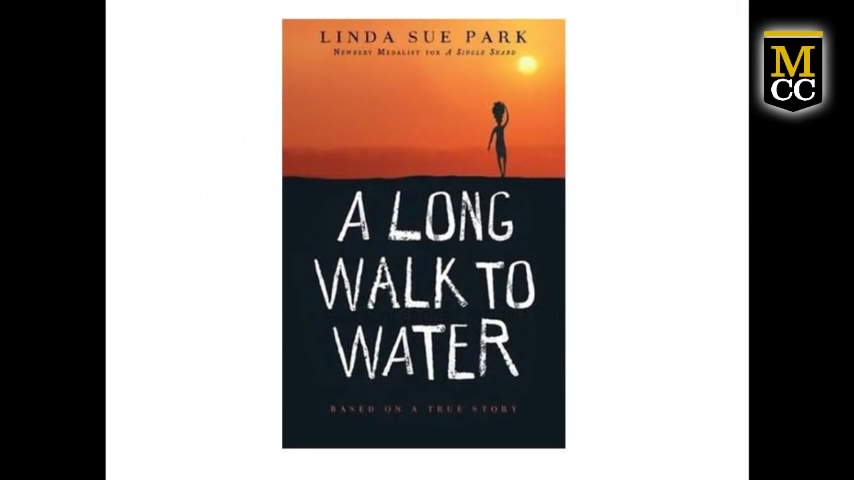 LINDA SUE PARK
NEWBERY MEDALIST FOR A SINGLE SHARD
A LONG
WALK TO
WATER
BASED ON A TRUE STORY
M
CC